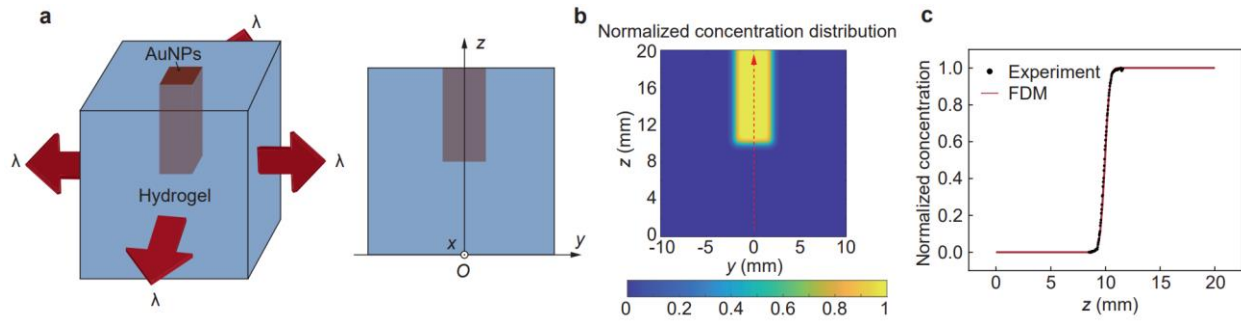 a
λ
AuNPs
λ
λ
Hydrogel
λ
z
x
y
O
b
Normalized concentration distribution
20
16
12
8
4
0
z (mm)
-10
-5
0
5
10
y (mm)
0
0.2
0.4
0.6
0.8
1
c
Normalized concentration
1.0
0.8
0.6
0.4
0.2
0.0
Experiment
FDM
0
5
10
15
20
z (mm)